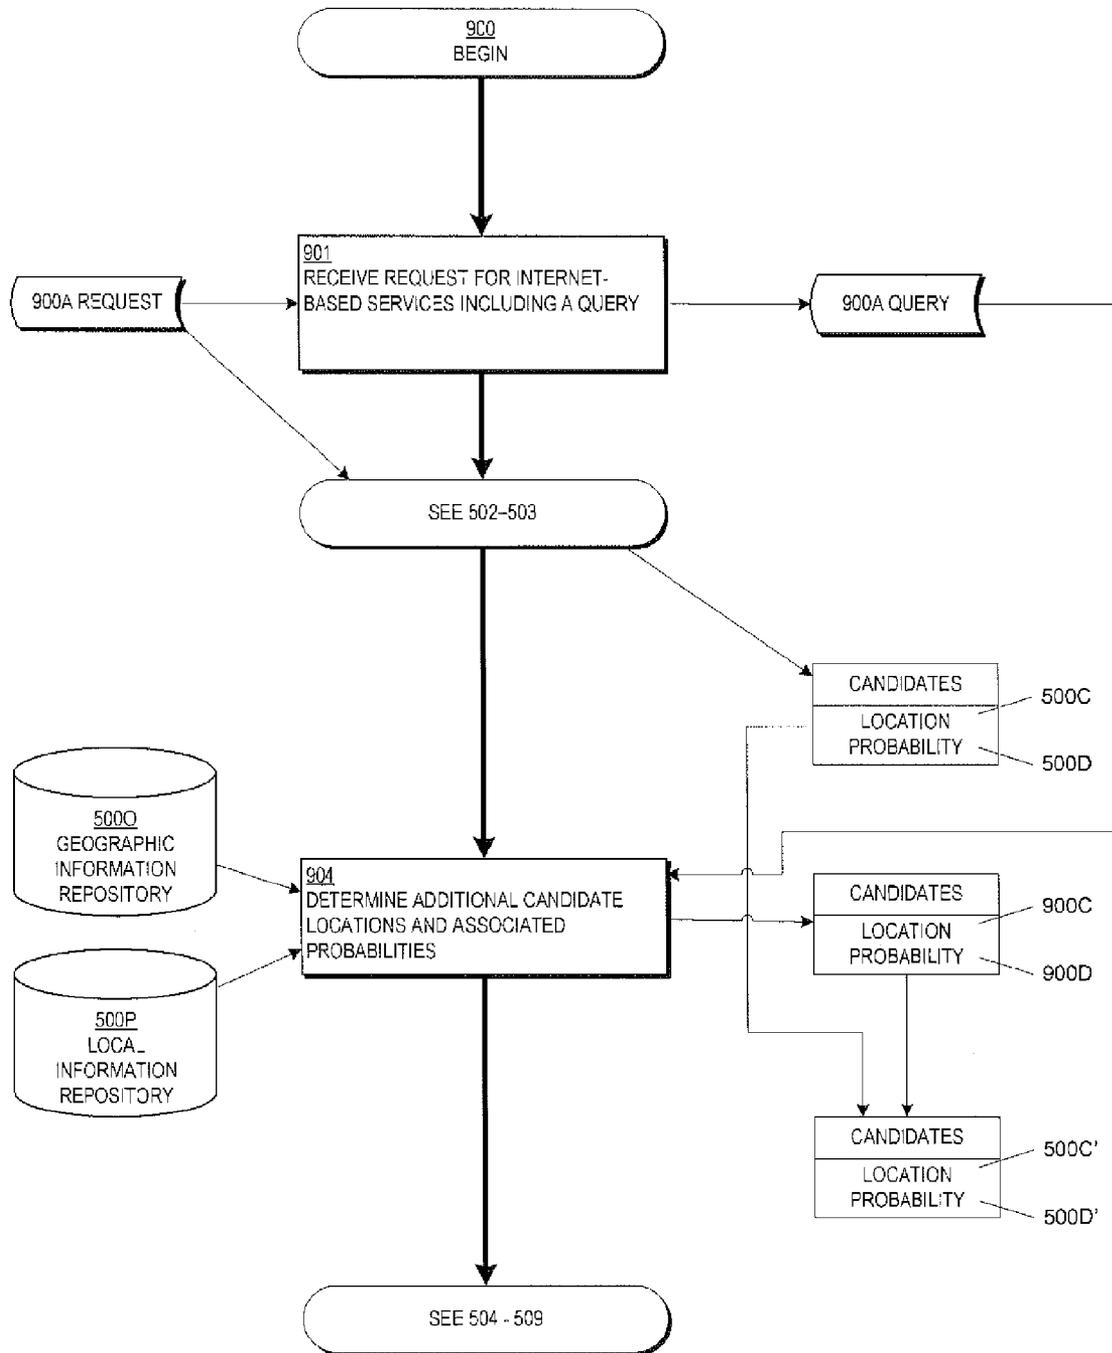 900
BEGIN
901
RECEIVE REQUEST FOR INTERNET-
BASED SERVICES INCLUDING A QUERY
900A REQUEST
900A QUERY
SEE 502–503
CANDIDATES
LOCATION
PROBABILITY
500C
500D
500O
GEOGRAPHIC
INFORMATION
REPOSITORY
904
DETERMINE ADDITIONAL CANDIDATE
LOCATIONS AND ASSOCIATED
PROBABILITIES
CANDIDATES
LOCATION
PROBABILITY
900C
900D
500P
LOCAL
INFORMATION
REPOSITORY
CANDIDATES
LOCATION
PROBABILITY
500C'
500D'
SEE 504 - 509